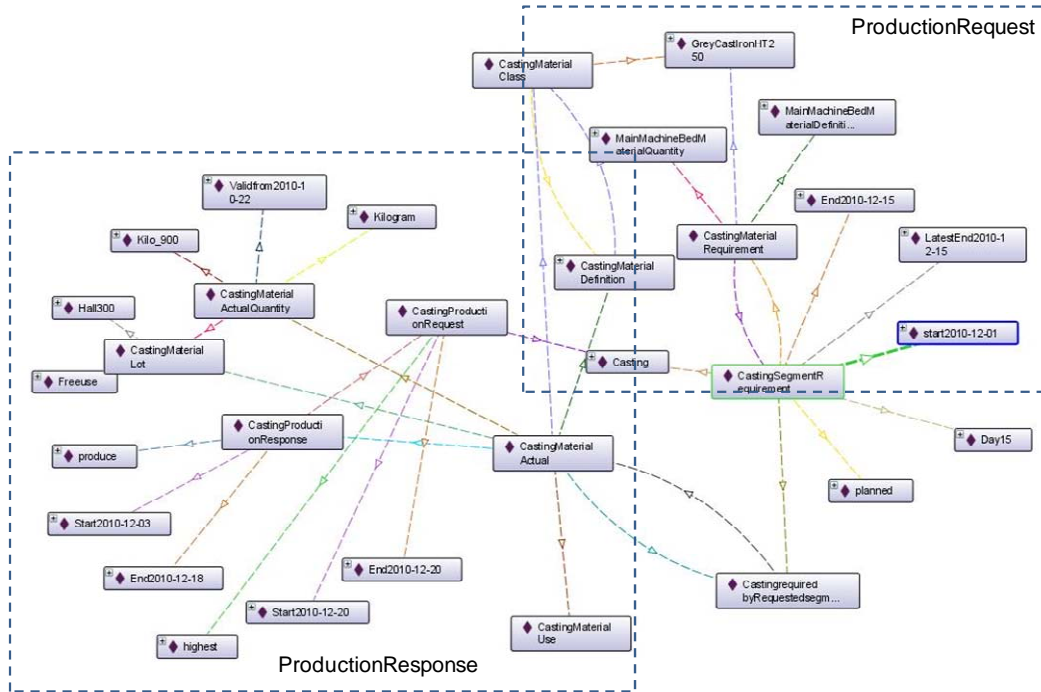 ProductionRequest
GreyCastIronHT2
50
CastingMaterial
Class
MainMachineBedM
aterialDefiniti...
MainMachineBedM
aterialQuantity
Validfrom2010-1
0-22
Kilogram
End2010-12-15
Kilo_900
CastingMaterial
Requirement
LatestEnd2010-1
2-15
CastingMaterial
Definition
CastingMaterial
ActualQuantity
Hall300
CastingProducti
onRequest
start2010-12-01
CastingMaterial
Lot
Casting
Freeuse
CastingSegmentR
equirement
CastingProducti
onResponse
produce
CastingMaterial
Actual
Day15
planned
Start2010-12-03
End2010-12-18
End2010-12-20
Castingrequired
byRequestedsegm...
Start2010-12-20
highest
CastingMaterial
Use
ProductionResponse